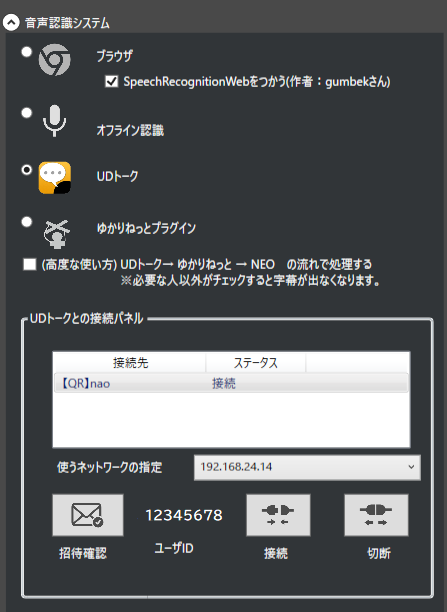 音声認識システム
ブラウザ
SpeechRecognitionWebをつかう(作者：gumbekさん)
オフライン認識
UDトーク
ゆかりねっとプラグイン
(高度な使い方) UDトーク→ ゆかりねっと → NEO　の流れで処理する
※必要な人以外がチェックすると字幕が出なくなります。
UDトークとの接続パネル
接続先 ステータス
【QR】nao 接続
使うネットワークの指定 192.168.24.14
12345678
招待確認 ユーザID 接続 切断